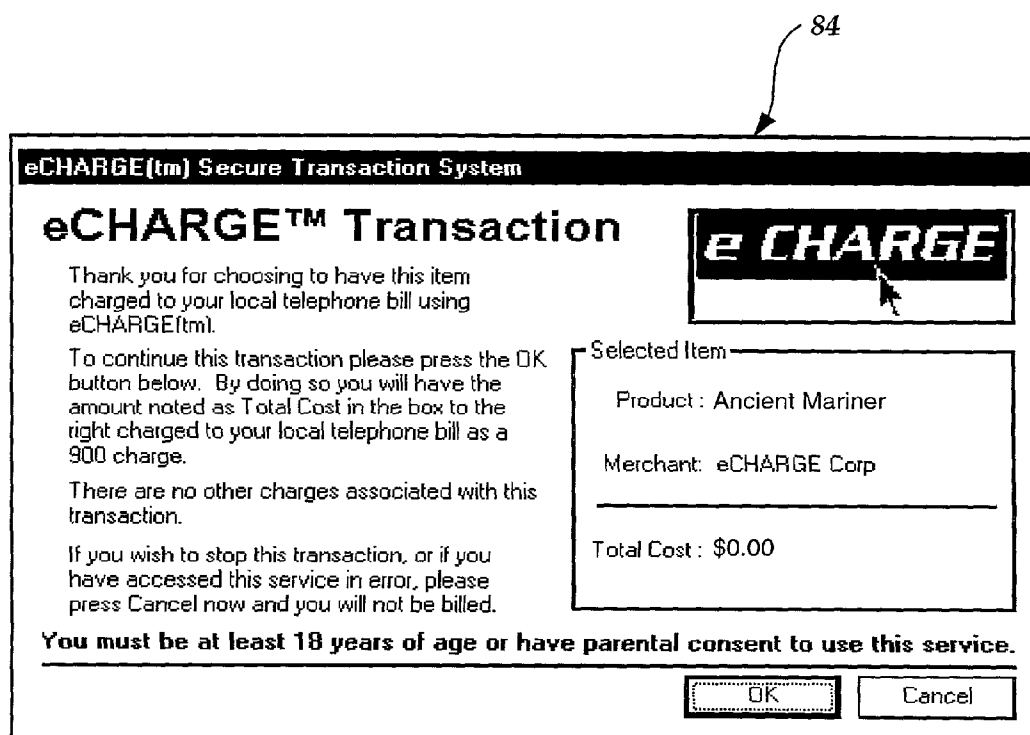 84
eCHARGE(tm) Secure Transaction System
eCHARGE™ Transaction
e CHARGE
Thank you for choosing to have this item
charged to your local telephone bill using
eCHARGE(tm).
To continue this transaction please press the OK
button below. By doing so you will have the
amount noted as Total Cost in the box to the
right charged to your local telephone bill as a
900 charge.
There are no other charges associated with this
transaction.
If you wish to stop this transaction, or if you
have accessed this service in error, please
press Cancel now and you will not be billed.
Selected Item
Product: Ancient Mariner
Merchant: eCHARGE Corp
Total Cost: $0.00
You must be at least 18 years of age or have parental consent to use this service.
OK Cancel